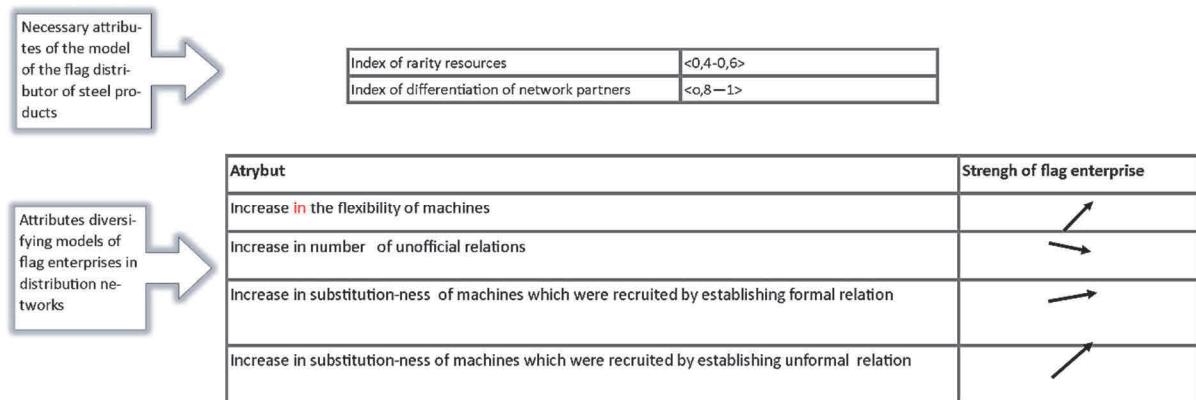 Necessary attribu-
tes of the model
of the flag distri-
butor of steel pro-
ducts
Index of rarity resources <0,4-0,6>
Index of differentiation of network partners <o,8—1>
Atrybut Strengh of flag enterprise
Attributes diversi-
fying models of
flag enterprises in
distribution ne-
tworks
Increase in the flexibility of machines
Increase in number of unofficial relations
Increase in substitution-ness of machines which were recruited by establishing formal relation
Increase in substitution-ness of machines which were recruited by establishing unformal relation